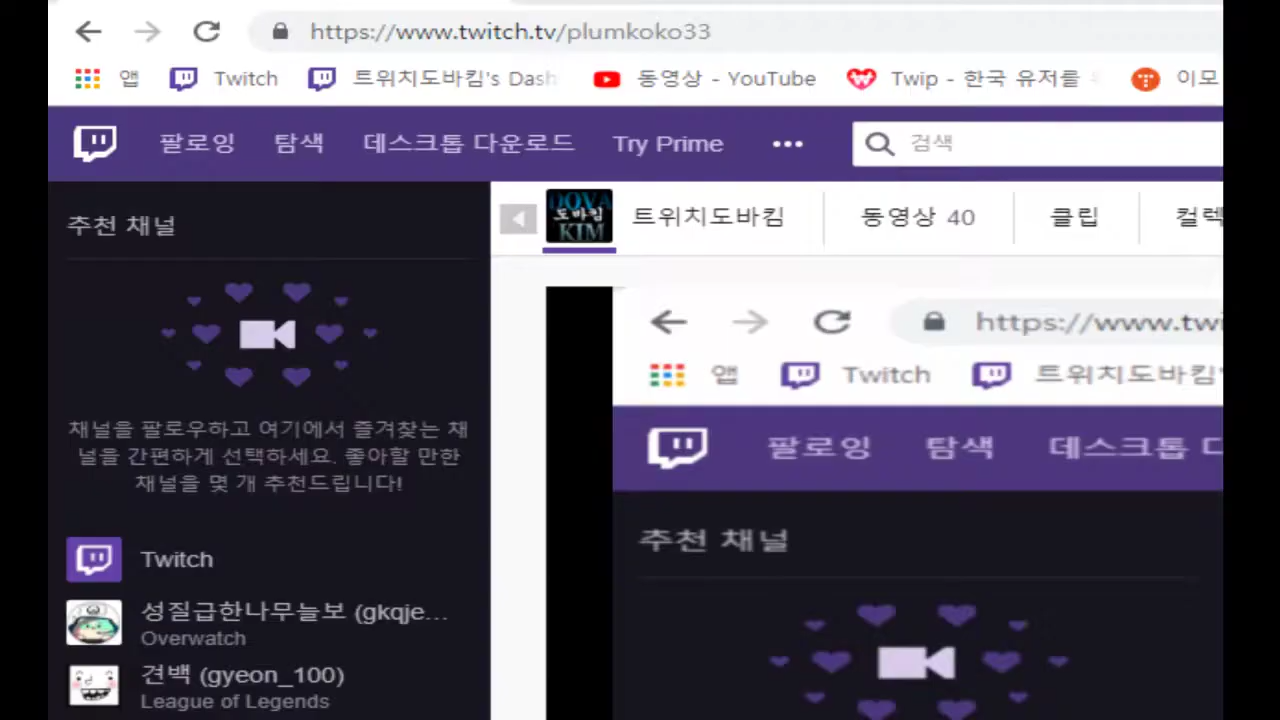 https://www.twitch.tv/plumkoko33
앱 Twitch 트위치도바킴's Dash 동영상 - YouTube Twip - 한국 유저를 이모
팔로잉 탐색 데스크톱 다운로드 Try Prime 검색
추천 채널
채널을 팔로우하고 여기에서 즐겨찾는 채
널을 간편하게 선택하세요. 좋아할 만한
채널을 몇 개 추천드립니다!
Twitch
성질급한나무늘보 (gkqje...
Overwatch
견백 (gyeon_100)
League of Legends
DOVA
도바킴
KIM
트위치도바킴 동영상 40 클립 컬렉
https://www.twi
앱 Twitch 트위치도바킴'
팔로잉 탐색 데스크톱 다
추천 채널